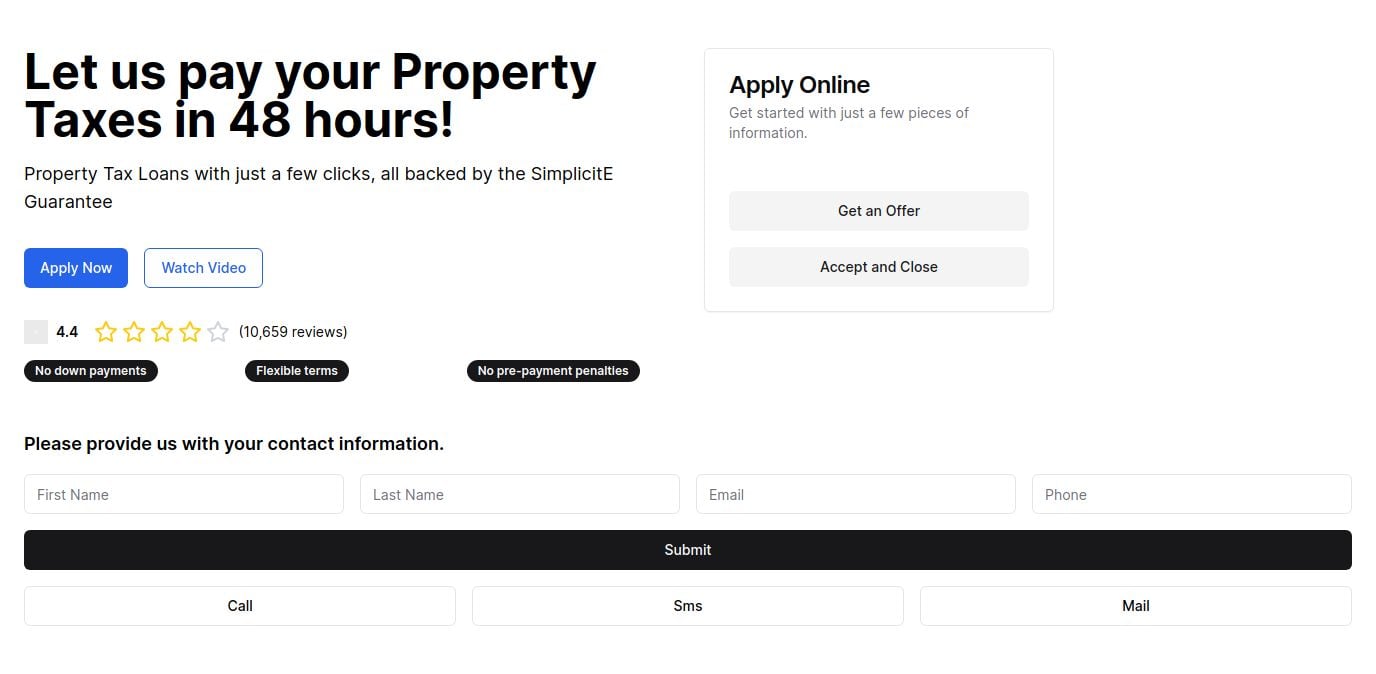 Let us pay your Property
Taxes in 48 hours!
Property Tax Loans with just a few clicks, all backed by the SimplicitE
Guarantee
Apply Now
Watch Video
4.4 (10,659 reviews)
No down payments
Flexible terms
No pre-payment penalties
Apply Online
Get started with just a few pieces of
information.
Get an Offer
Accept and Close
Please provide us with your contact information.
First Name
Last Name
Email
Phone
Submit
Call
Sms
Mail